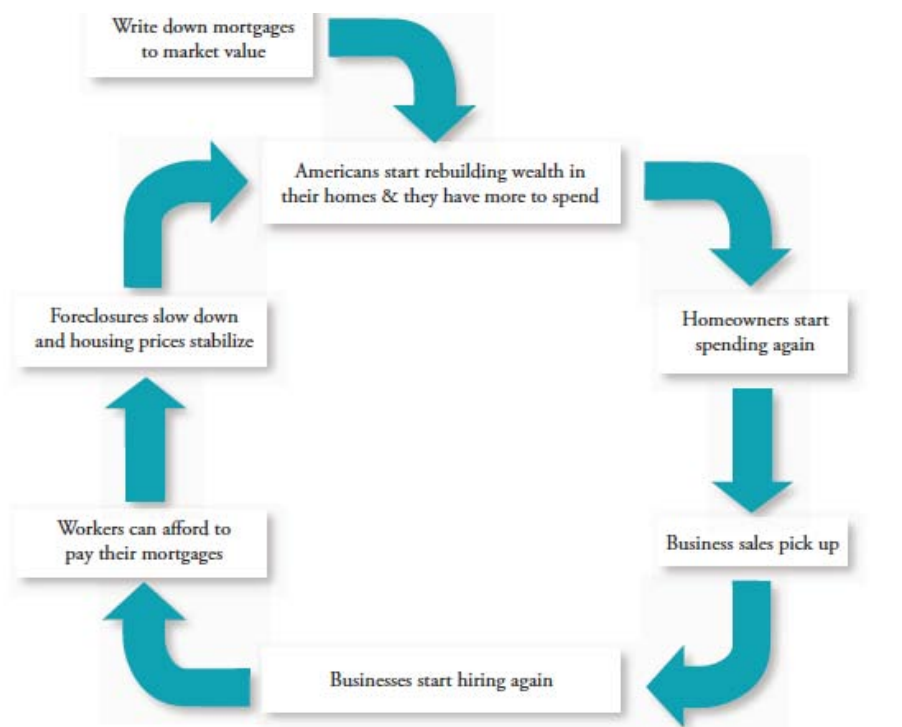 Write down mortgages
to market value
Americans start rebuilding wealth in
their homes & they have more to spend
Homeowners start
spending again
Business sales pick up
Businesses start hiring again
Workers can afford to
pay their mortgages
Foreclosures slow down
and housing prices stabilize